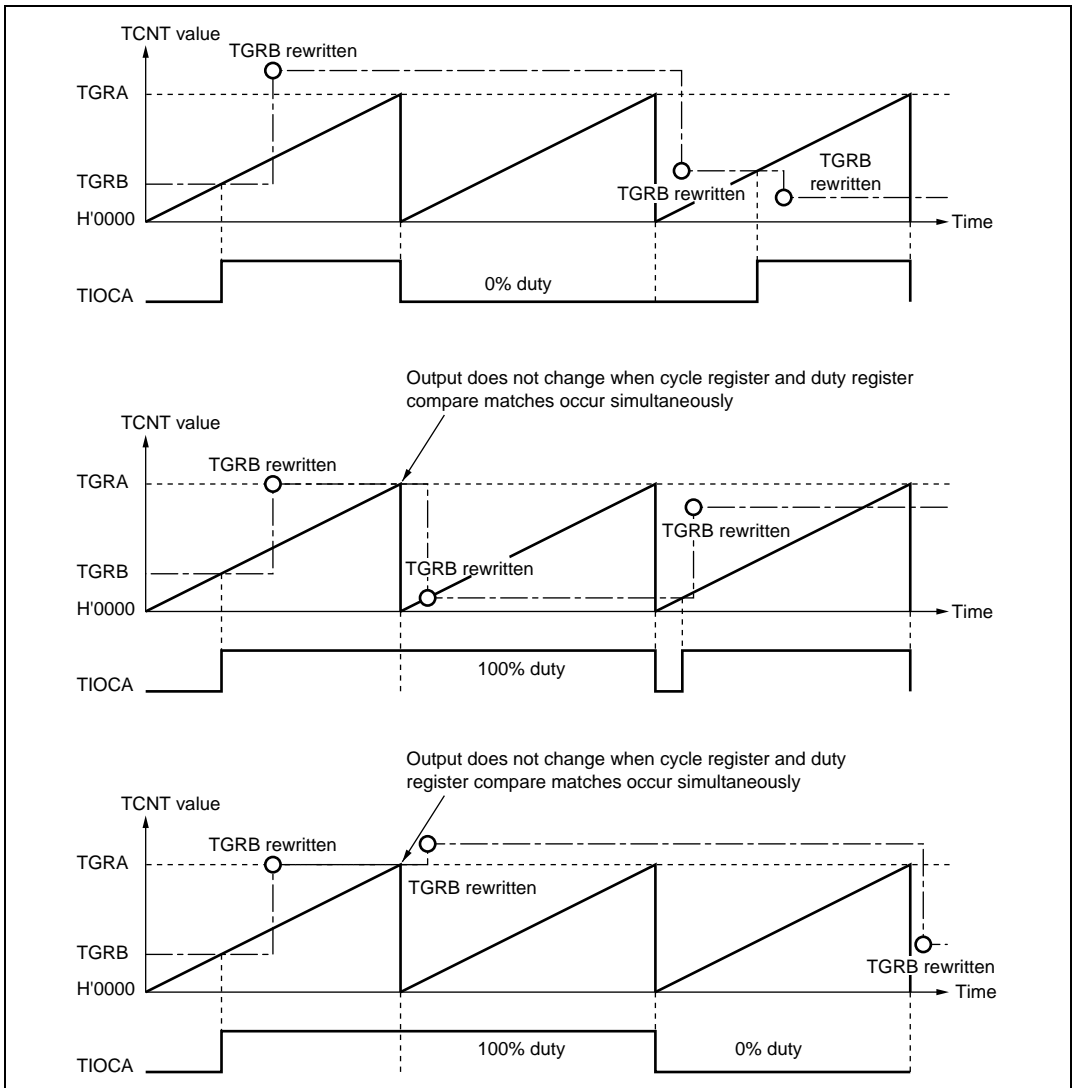 TCNT value
TGRB rewritten
TGRA
TGRB
rewritten
TGRB
TGRB rewritten
H'0000
Time
0% duty
TIOCA
Output does not change when cycle register and duty register
compare matches occur simultaneously
TCNT value
TGRB rewritten
TGRA
TGRB rewritten
TGRB
TGRB rewritten
H'0000
Time
100% duty
TIOCA
Output does not change when cycle register and duty
register compare matches occur simultaneously
TCNT value
TGRB rewritten
TGRA
TGRB rewritten
TGRB
TGRB rewritten
H'0000
Time
100% duty
0% duty
TIOCA